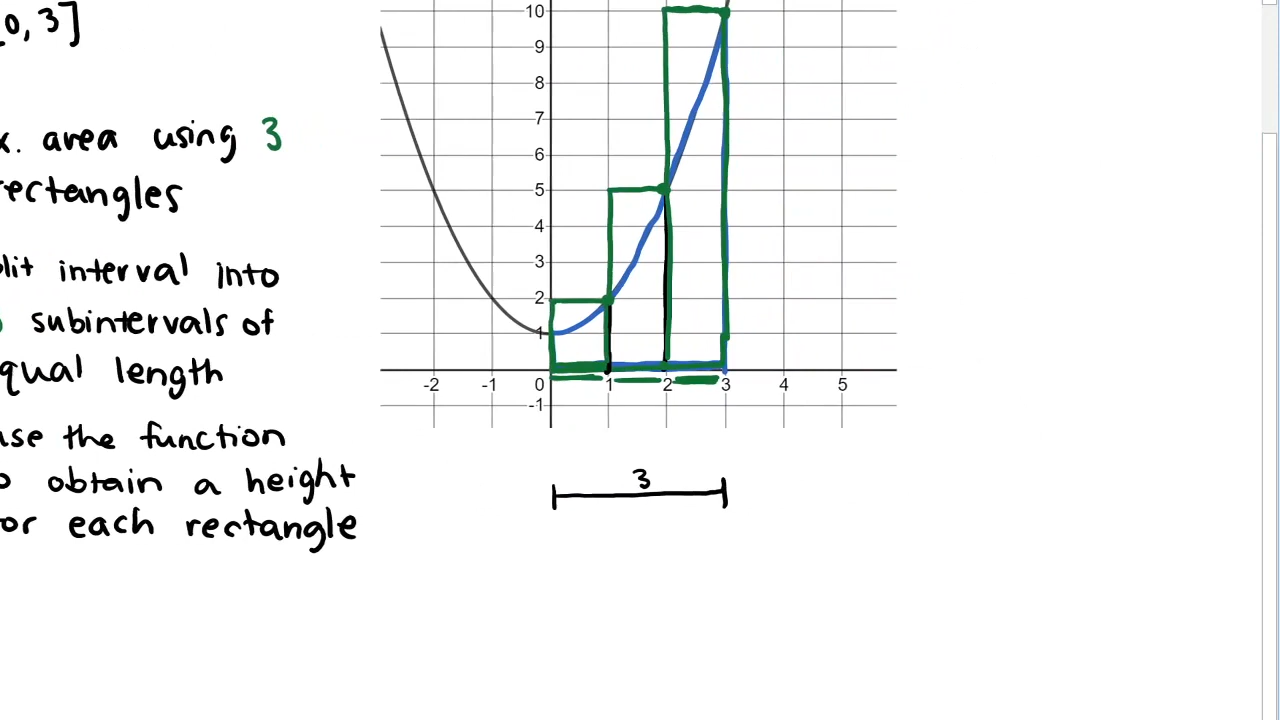 0, 3]
x. area using 3
rectangles
lit interval into
subintervals of
qual length
use the function
o obtain a height
or each rectangle
10
9
8
7
6
5
4
3
2
1
-2 -1 0 1 2 3 4 5
-1
3